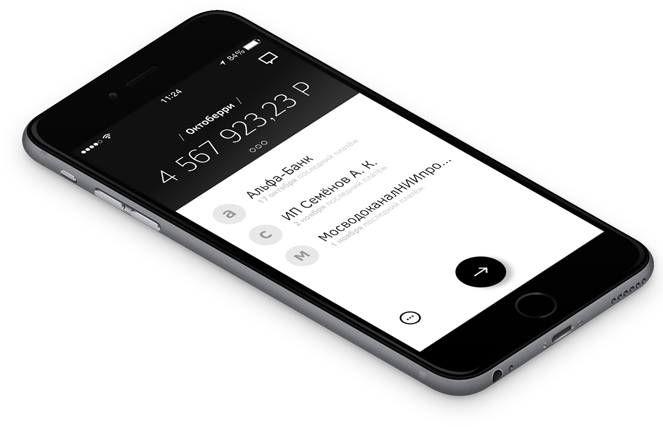 11:24
84%
/ Октоберри /
4 567 923,23 Р
а
Альфа-Банк
17 октября последний платёж
с
ИП Семёнов А. К.
2 ноября последний платёж
м
МосводоканалНИИпро...
1 ноября последний платёж